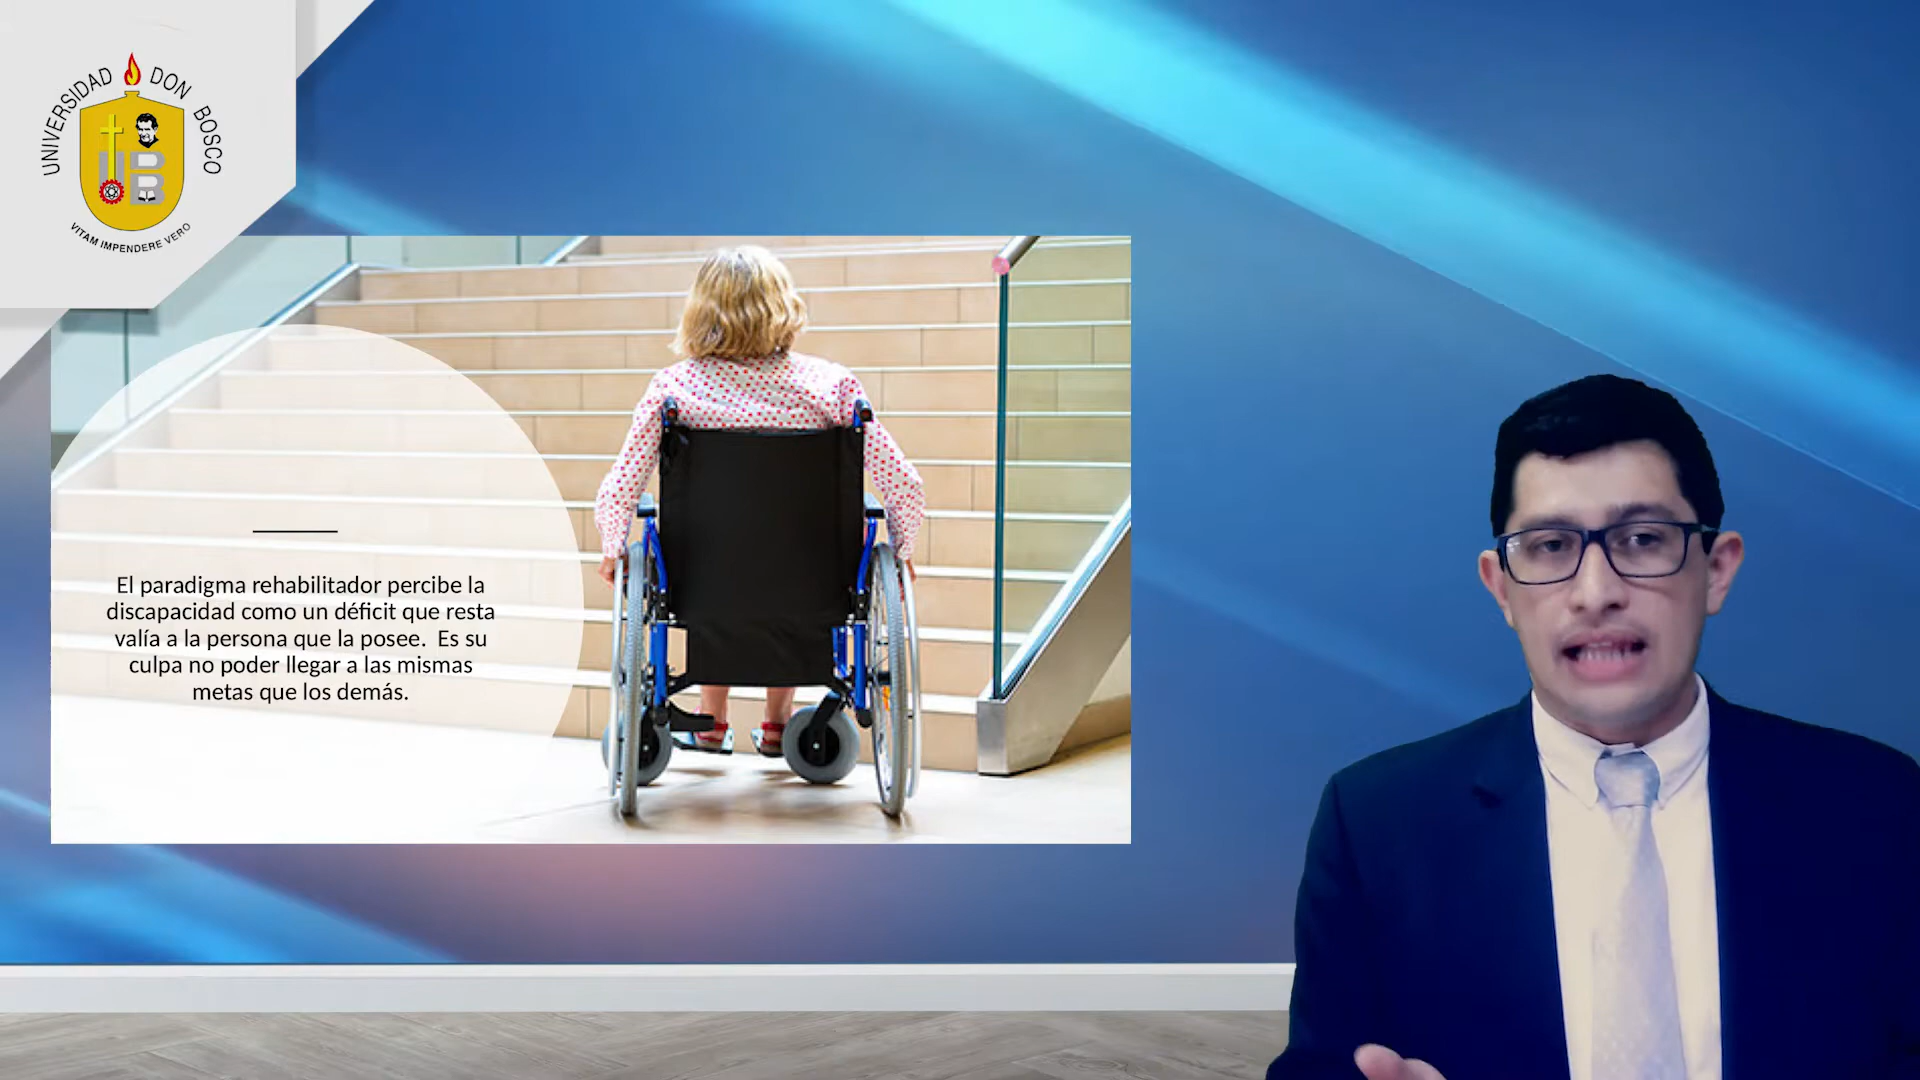 UNIVERSIDAD DON BOSCO
VITAM IMPENDERE VERO
El paradigma rehabilitador percibe la
discapacidad como un déficit que resta
valía a la persona que la posee.  Es su
culpa no poder llegar a las mismas
metas que los demás.